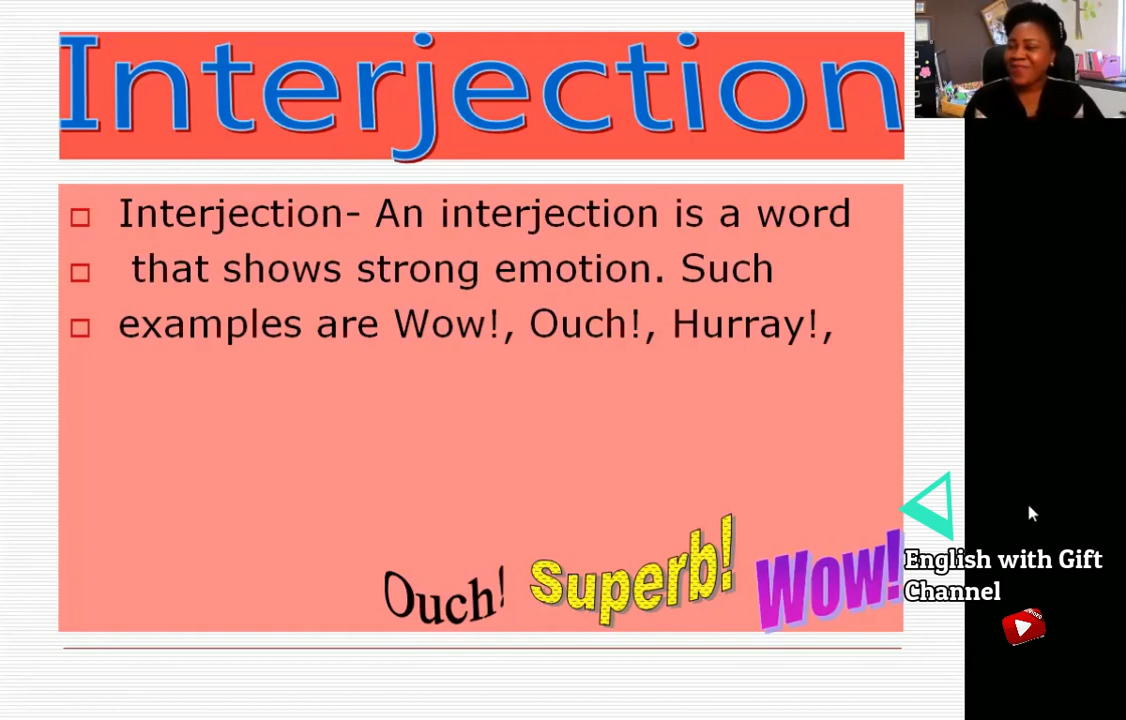 Interjection
Interjection- An interjection is a word
that shows strong emotion. Such
examples are Wow!, Ouch!, Hurray!,
Ouch!
Superb!
Wow!
English with Gift
Channel